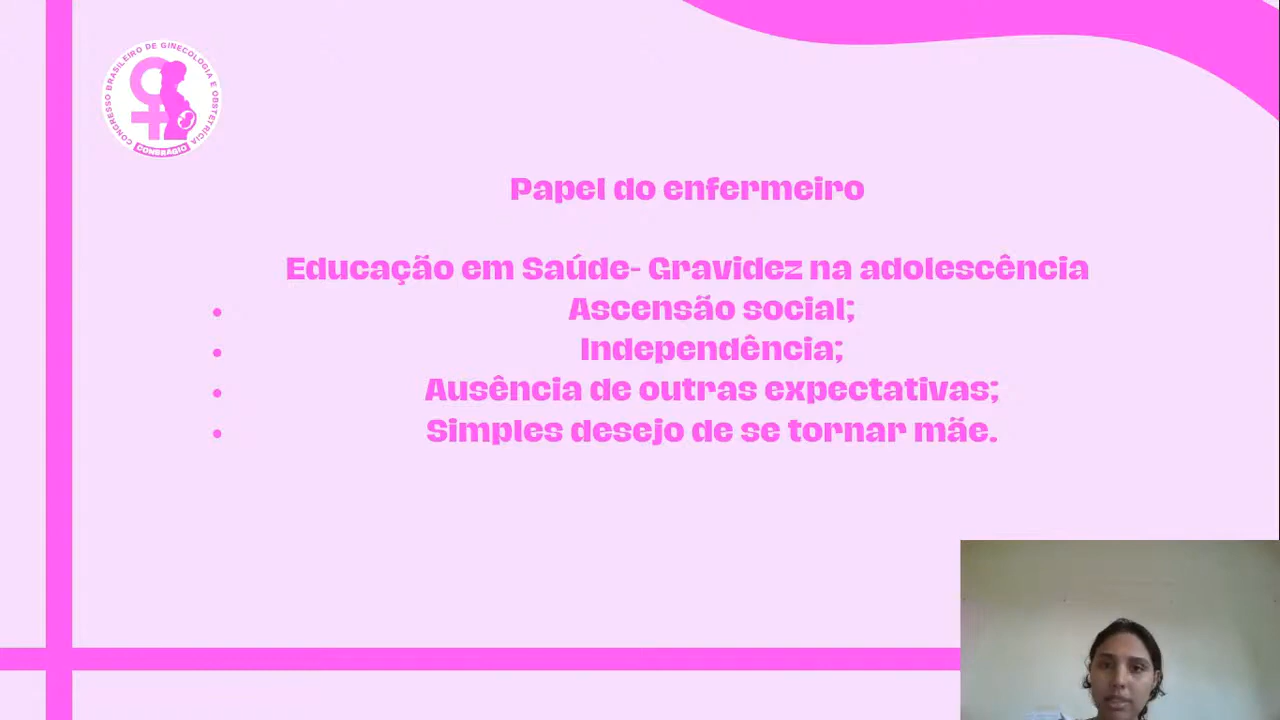 CONGRESSO BRASILEIRO DE GINECOLOGIA E OBSTETRÍCIA
CONBRAGO
Papel do enfermeiro
Educação em Saúde- Gravidez na adolescência
• Ascensão social;
• Independência;
• Ausência de outras expectativas;
• Simples desejo de se tornar mãe.